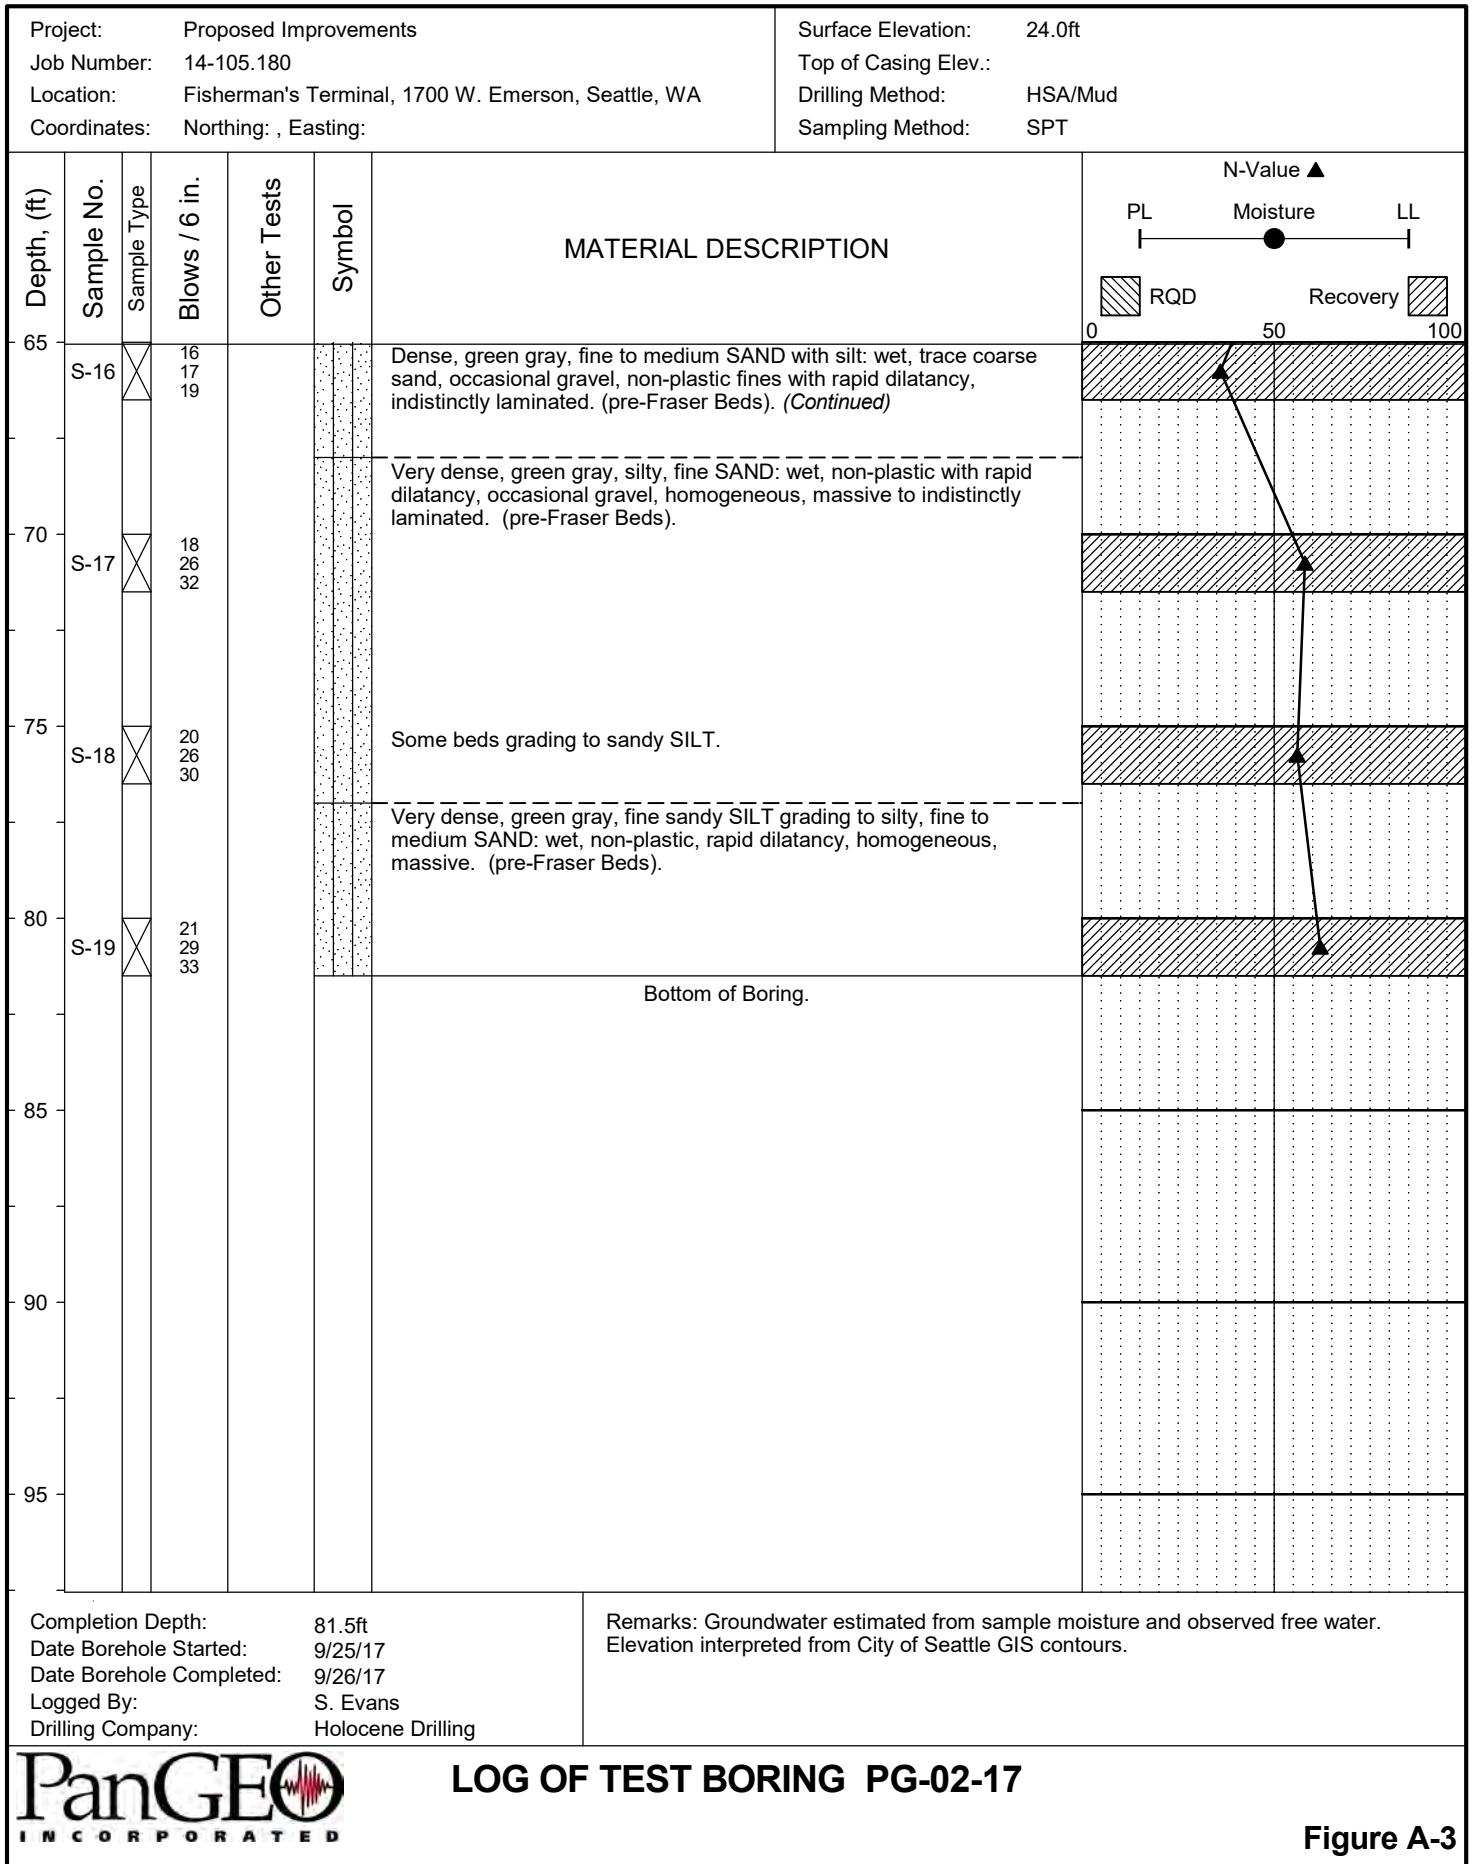 Project: Proposed Improvements
Job Number: 14-105.180
Location: Fisherman's Terminal, 1700 W. Emerson, Seattle, WA
Coordinates: Northing: , Easting:
Surface Elevation: 24.0ft
Top of Casing Elev.:
Drilling Method: HSA/Mud
Sampling Method: SPT
Depth, (ft)
Sample No.
Sample Type
Blows / 6 in.
Other Tests
Symbol
MATERIAL DESCRIPTION
N-Value
PL Moisture LL
RQD Recovery
0 50 100
65
S-16
16
17
19
Dense, green gray, fine to medium SAND with silt: wet, trace coarse
sand, occasional gravel, non-plastic fines with rapid dilatancy,
indistinctly laminated. (pre-Fraser Beds). (Continued)
Very dense, green gray, silty, fine SAND: wet, non-plastic with rapid
dilatancy, occasional gravel, homogeneous, massive to indistinctly
laminated. (pre-Fraser Beds).
70
S-17
18
26
32
75
S-18
20
26
30
Some beds grading to sandy SILT.
Very dense, green gray, fine sandy SILT grading to silty, fine to
medium SAND: wet, non-plastic, rapid dilatancy, homogeneous,
massive. (pre-Fraser Beds).
80
S-19
21
29
33
Bottom of Boring.
85
90
95
Completion Depth: 81.5ft
Date Borehole Started: 9/25/17
Date Borehole Completed: 9/26/17
Logged By: S. Evans
Drilling Company: Holocene Drilling
Remarks: Groundwater estimated from sample moisture and observed free water.
Elevation interpreted from City of Seattle GIS contours.
PanGEO
INCORPORATED
LOG OF TEST BORING PG-02-17
Figure A-3